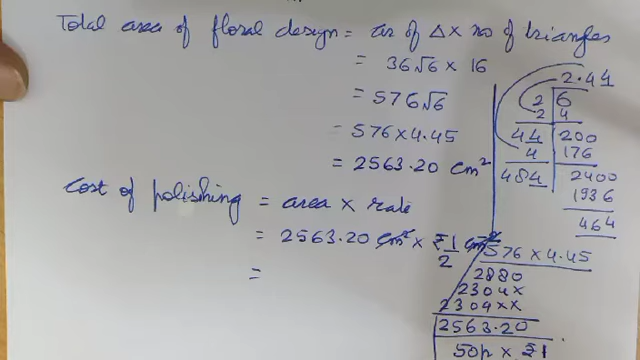 Total area of floral design = ar of Δ × no of triangles
= 36√6 × 16
= 576√6
= 576 × 4.45
= 2563.20 cm²
Cost of polishing = area × rate
= 2563.20 cm² × ₹1/2 cm²
=
2.44
2 | 6
2 | 4
44 | 200
4 | 176
484 | 2400
1936
464
576 × 4.45
2880
2304×
2304××
2563.20
50p × ₹1